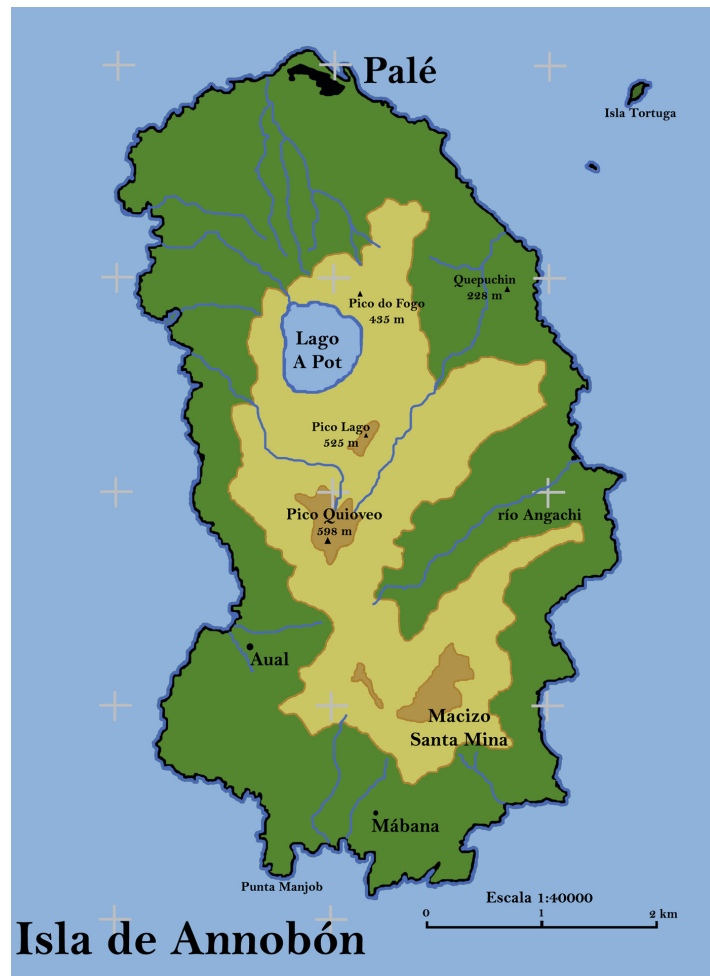 Palé
Isla Tortuga
Quepuchin
228 m
Pico do Fogo
435 m
Lago
A Pot
Pico Lago
525 m
Pico Quioveo
598 m
río Angachi
Aual
Macizo
Santa Mina
Mábana
Punta Manjob
Escala 1:40000
0 1 2 km
Isla de Annobón